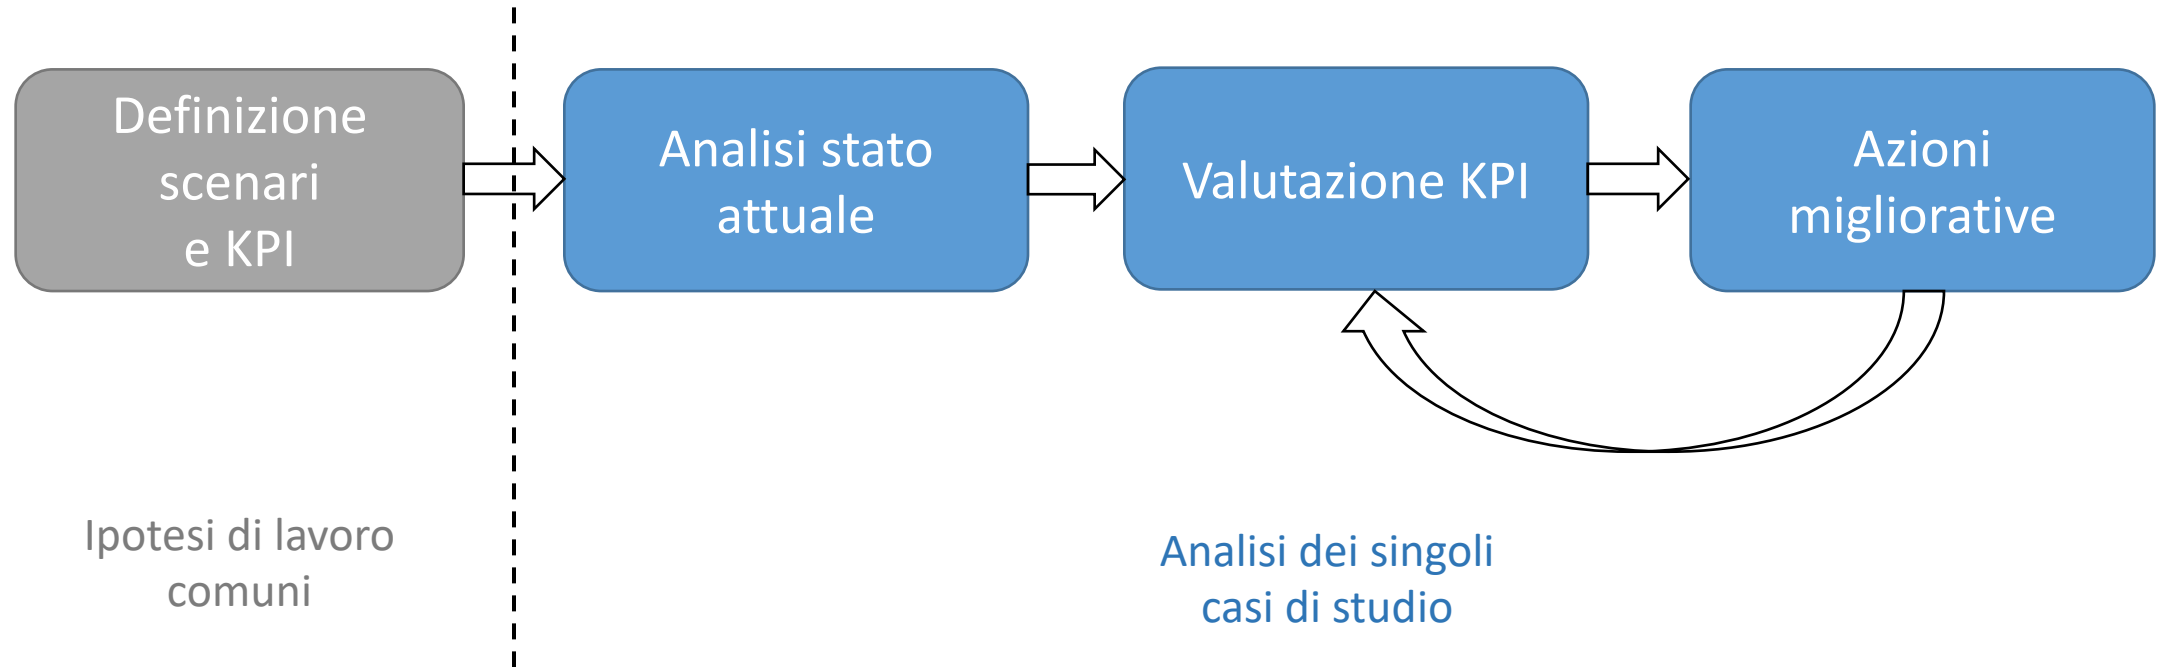 Definizione
scenari
e KPI
Analisi stato
attuale
Valutazione KPI
Azioni
migliorative
Ipotesi di lavoro
comuni
Analisi dei singoli
casi di studio